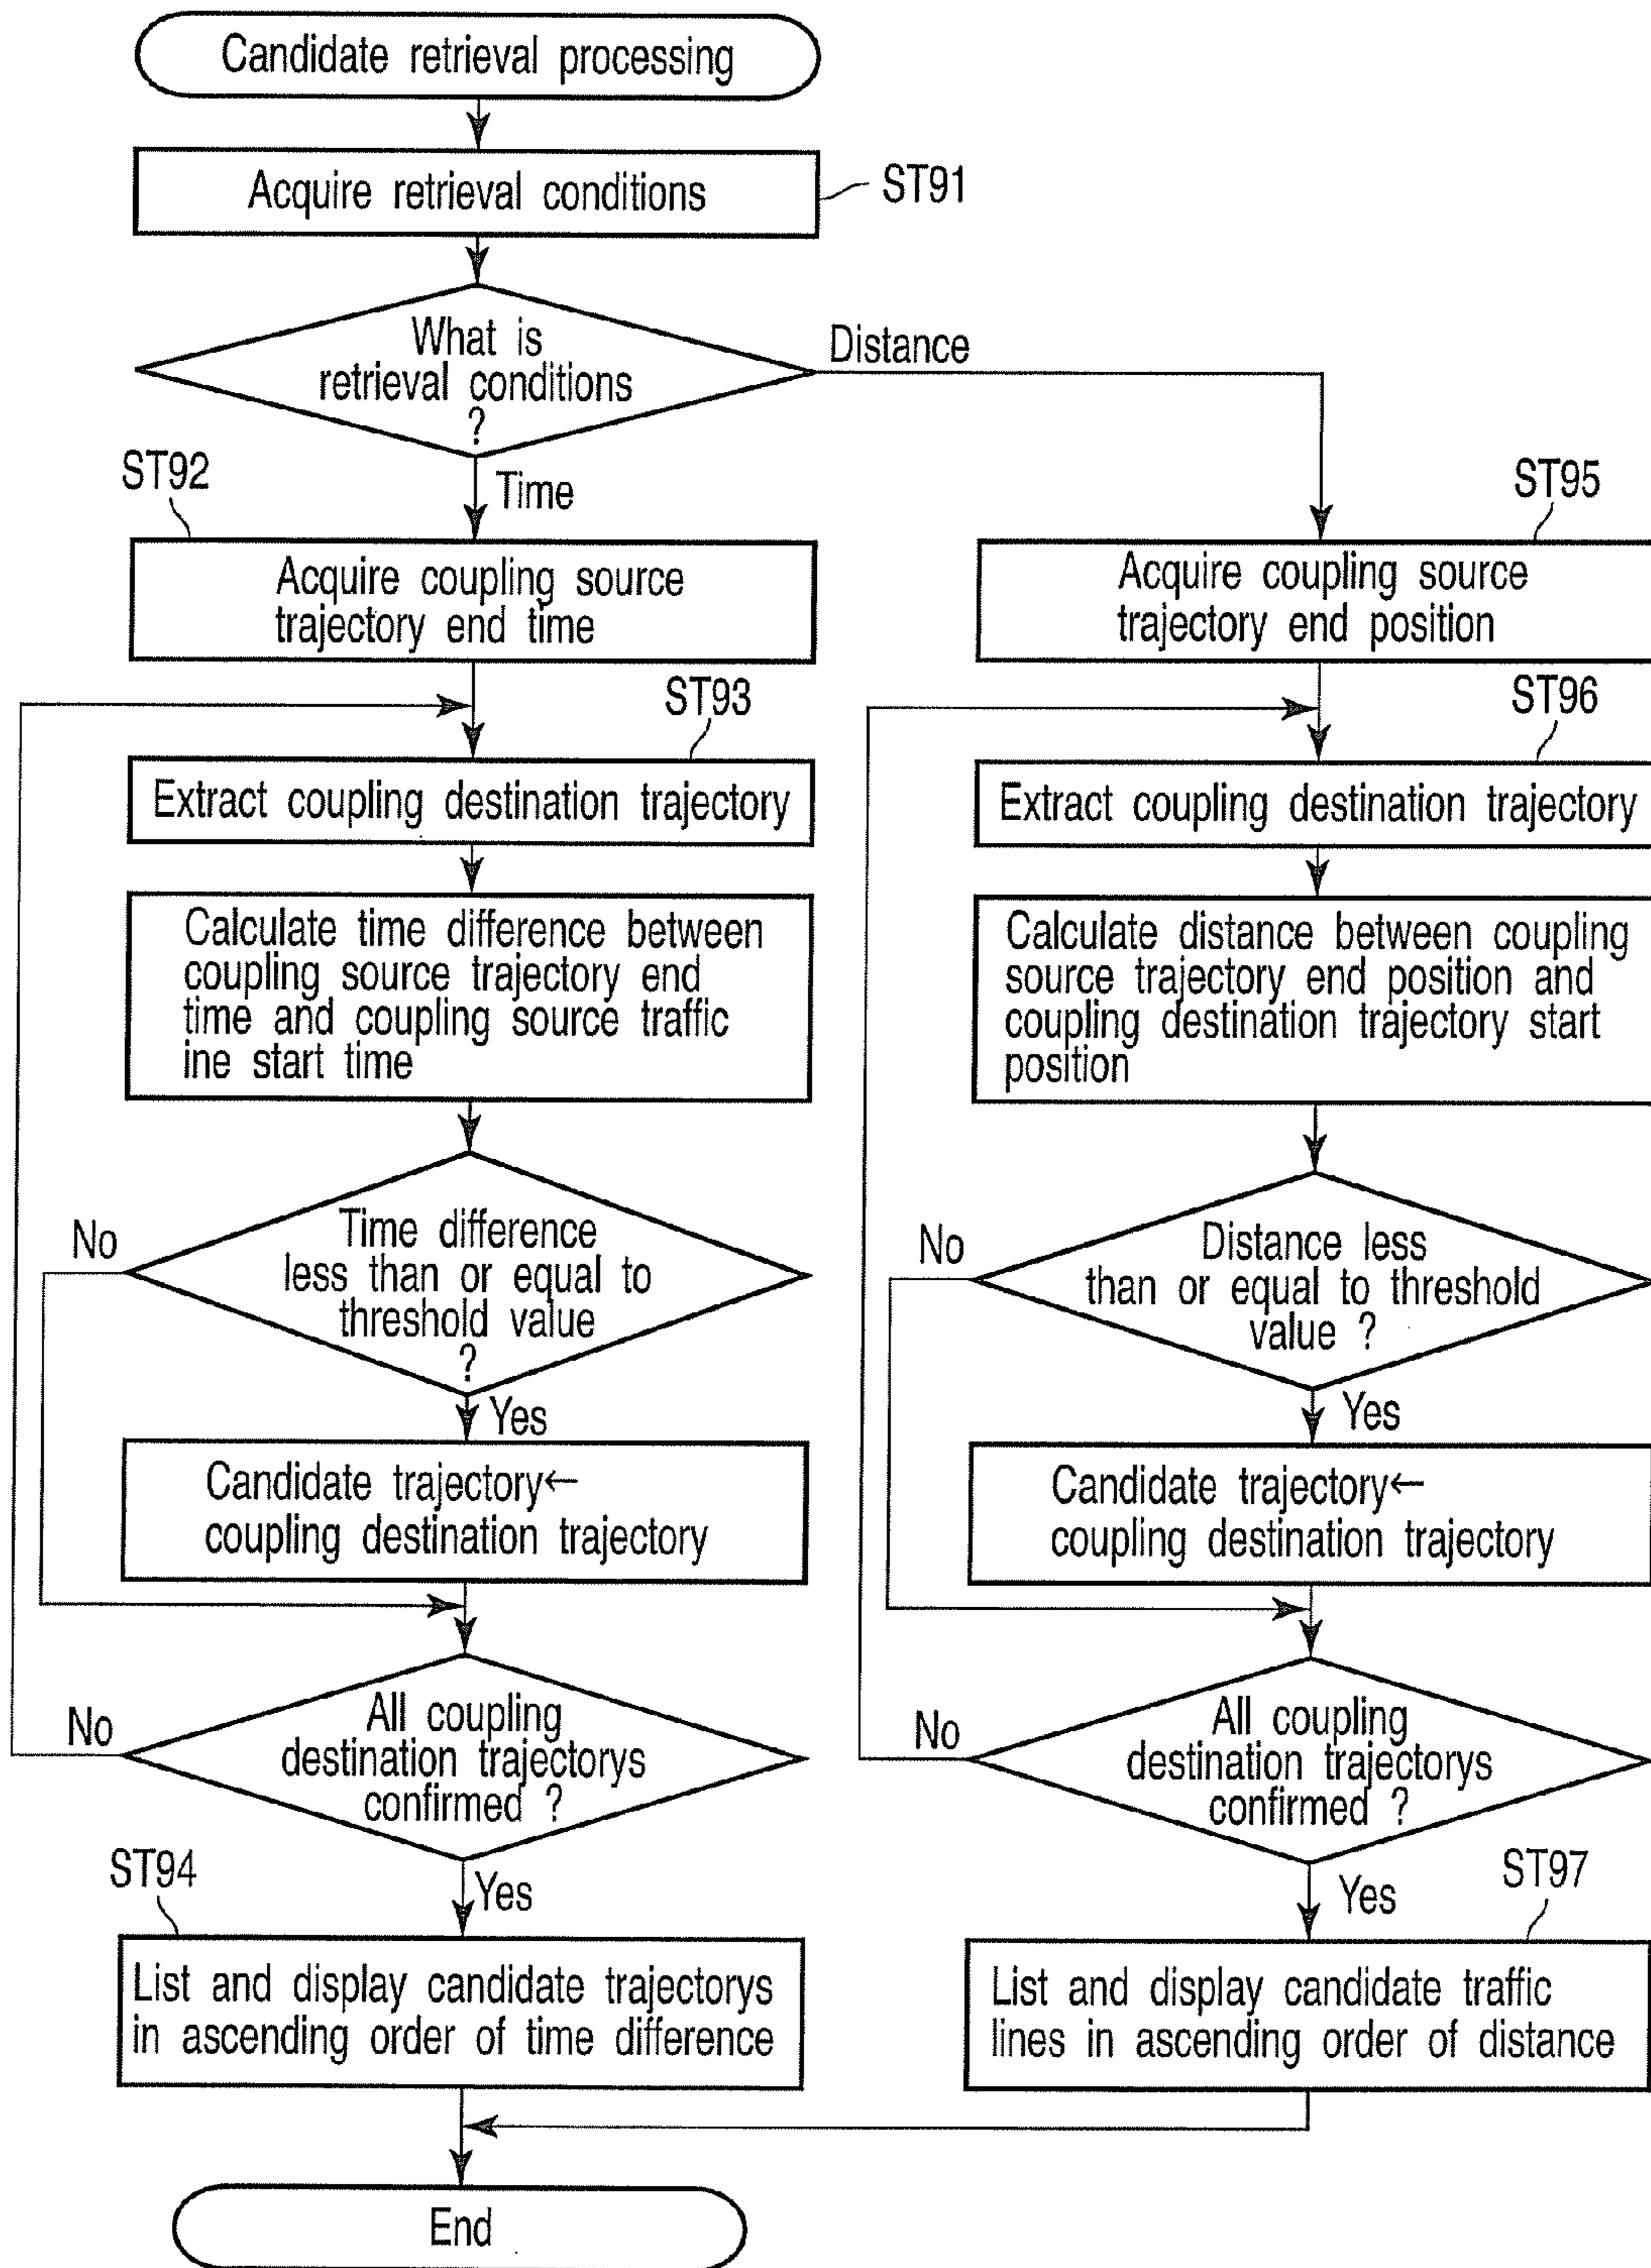 Candidate retrieval processing
Acquire retrieval conditions
ST91
What is
retrieval conditions
?
Distance
Time
ST92
Acquire coupling source
trajectory end time
ST93
Extract coupling destination trajectory
Calculate time difference between
coupling source trajectory end
time and coupling source traffic
ine start time
Time difference
less than or equal to
threshold value
?
No
Yes
Candidate trajectory←
coupling destination trajectory
All coupling
destination trajectorys
confirmed ?
No
Yes
ST94
List and display candidate trajectorys
in ascending order of time difference
ST95
Acquire coupling source
trajectory end position
ST96
Extract coupling destination trajectory
Calculate distance between coupling
source trajectory end position and
coupling destination trajectory start
position
Distance less
than or equal to threshold
value ?
No
Yes
Candidate trajectory←
coupling destination trajectory
All coupling
destination trajectorys
confirmed ?
No
Yes
ST97
List and display candidate traffic
lines in ascending order of distance
End